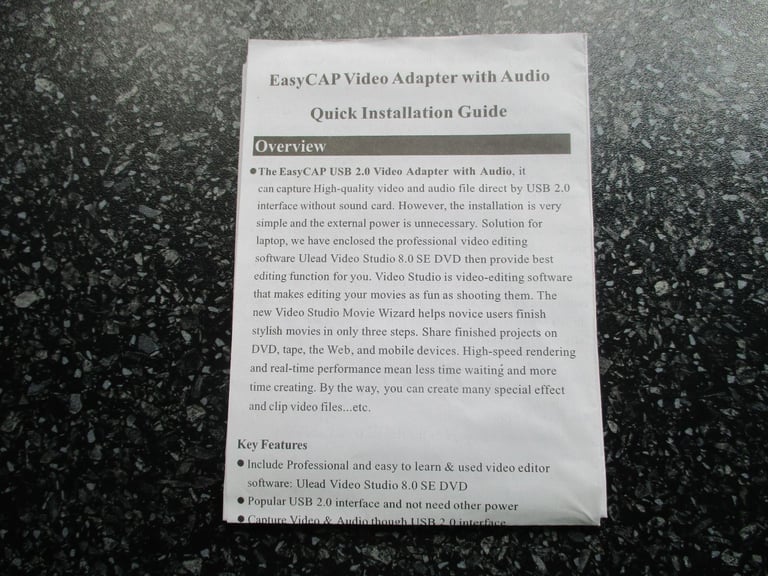 EasyCAP Video Adapter with Audio
Quick Installation Guide
Overview
●The EasyCAP USB 2.0 Video Adapter with Audio, it
can capture High-quality video and audio file direct by USB 2.0
interface without sound card. However, the installation is very
simple and the external power is unnecessary. Solution for
laptop, we have enclosed the professional video editing
software Ulead Video Studio 8.0 SE DVD then provide best
editing function for you. Video Studio is video-editing software
that makes editing your movies as fun as shooting them. The
new Video Studio Movie Wizard helps novice users finish
stylish movies in only three steps. Share finished projects on
DVD, tape, the Web, and mobile devices. High-speed rendering
and real-time performance mean less time waiting and more
time creating. By the way, you can create many special effect
and clip video files...etc.
Key Features
● Include Professional and easy to learn & used video editor
software: Ulead Video Studio 8.0 SE DVD
● Popular USB 2.0 interface and not need other power
● Capture Video & Audio though USB 2.0 interface